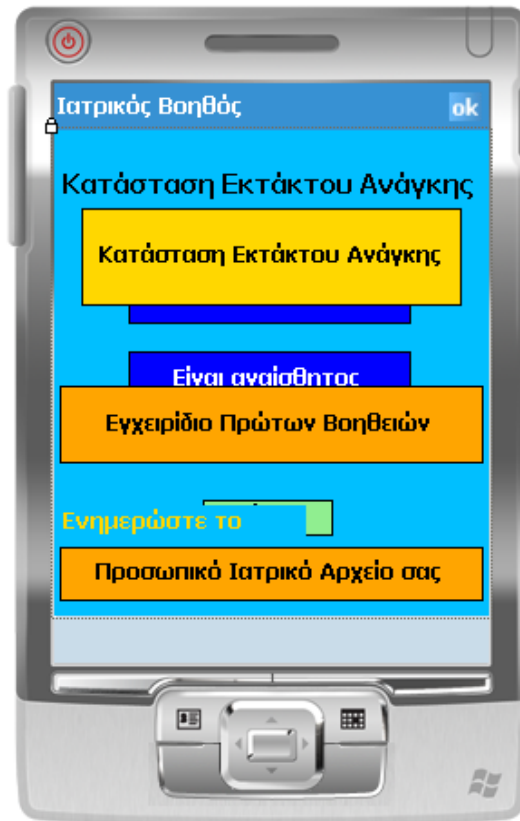 Ιατρικός Βοηθός
ok
Κατάσταση Εκτάκτου Ανάγκης
Κατάσταση Εκτάκτου Ανάγκης
Είναι αναίσθητος
Εγχειρίδιο Πρώτων Βοηθειών
Ενημερώστε το
Προσωπικό Ιατρικό Αρχείο σας